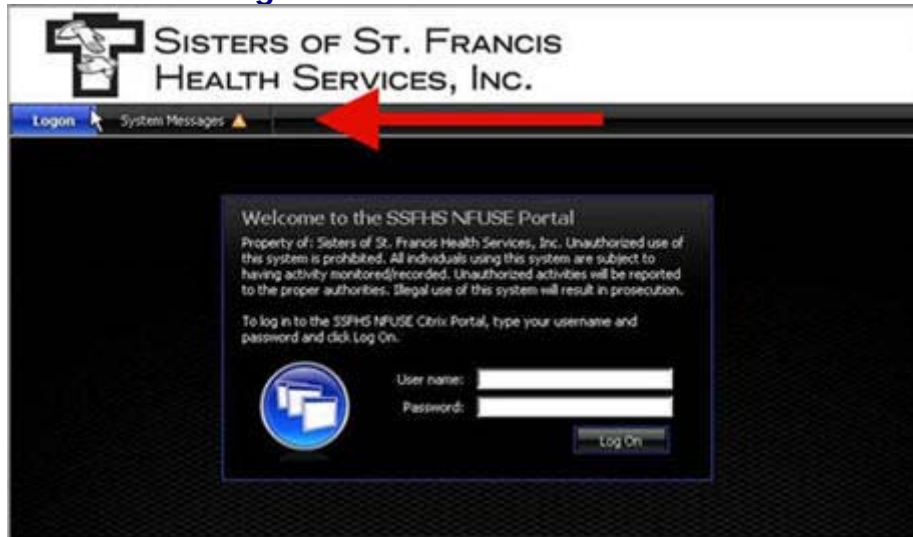 SISTERS OF ST. FRANCIS
HEALTH SERVICES, INC.
Logon System Messages
Welcome to the SSFHS NFUSE Portal
Property of: Sisters of St. Francis Health Services, Inc. Unauthorized use of
this system is prohibited. All individuals using this system are subject to
having activity monitored/recorded. Unauthorized activities will be reported
to the proper authorities. Illegal use of this system will result in prosecution.
To log in to the SSFHS NFUSE Citrix Portal, type your username and
password and click Log On.
User name:
Password:
Log On